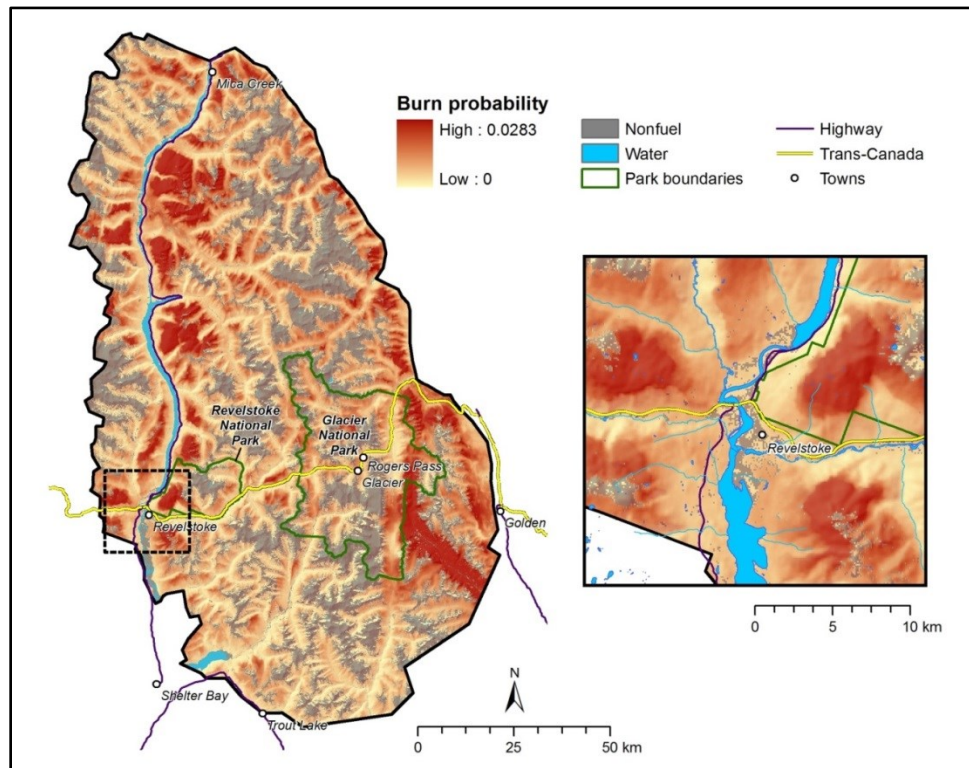 Mica Creek
Burn probability
High : 0.0283
Low : 0
Nonfuel
Water
Park boundaries
Highway
Trans-Canada
Towns
Revelstoke
National
Park
Glacier
National
Park
Rogers Pass
Glacier
Revelstoke
Golden
Shelter Bay
Trout Lake
N
0 25 50 km
Revelstoke
0 5 10 km